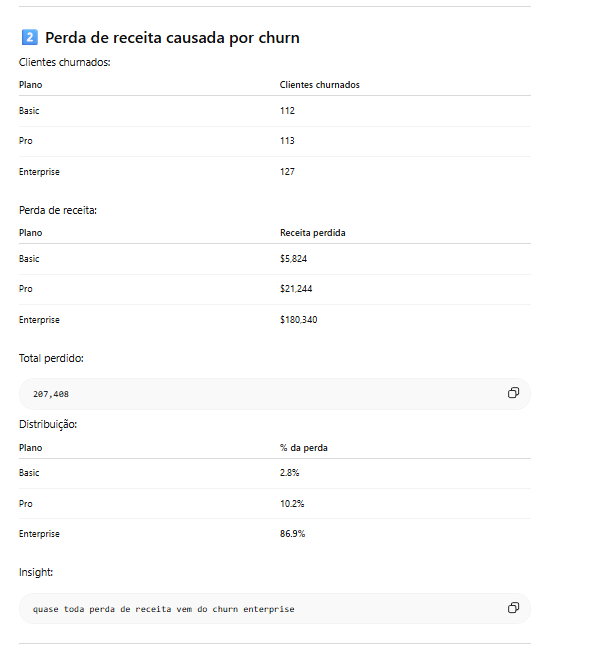 2 Perda de receita causada por churn
Clientes churnados:
Plano Clientes churnados
Basic 112
Pro 113
Enterprise 127
Perda de receita:
Plano Receita perdida
Basic $5,824
Pro $21,244
Enterprise $180,340
Total perdido:
207,408
Distribuição:
Plano % da perda
Basic 2.8%
Pro 10.2%
Enterprise 86.9%
Insight:
quase toda perda de receita vem do churn enterprise